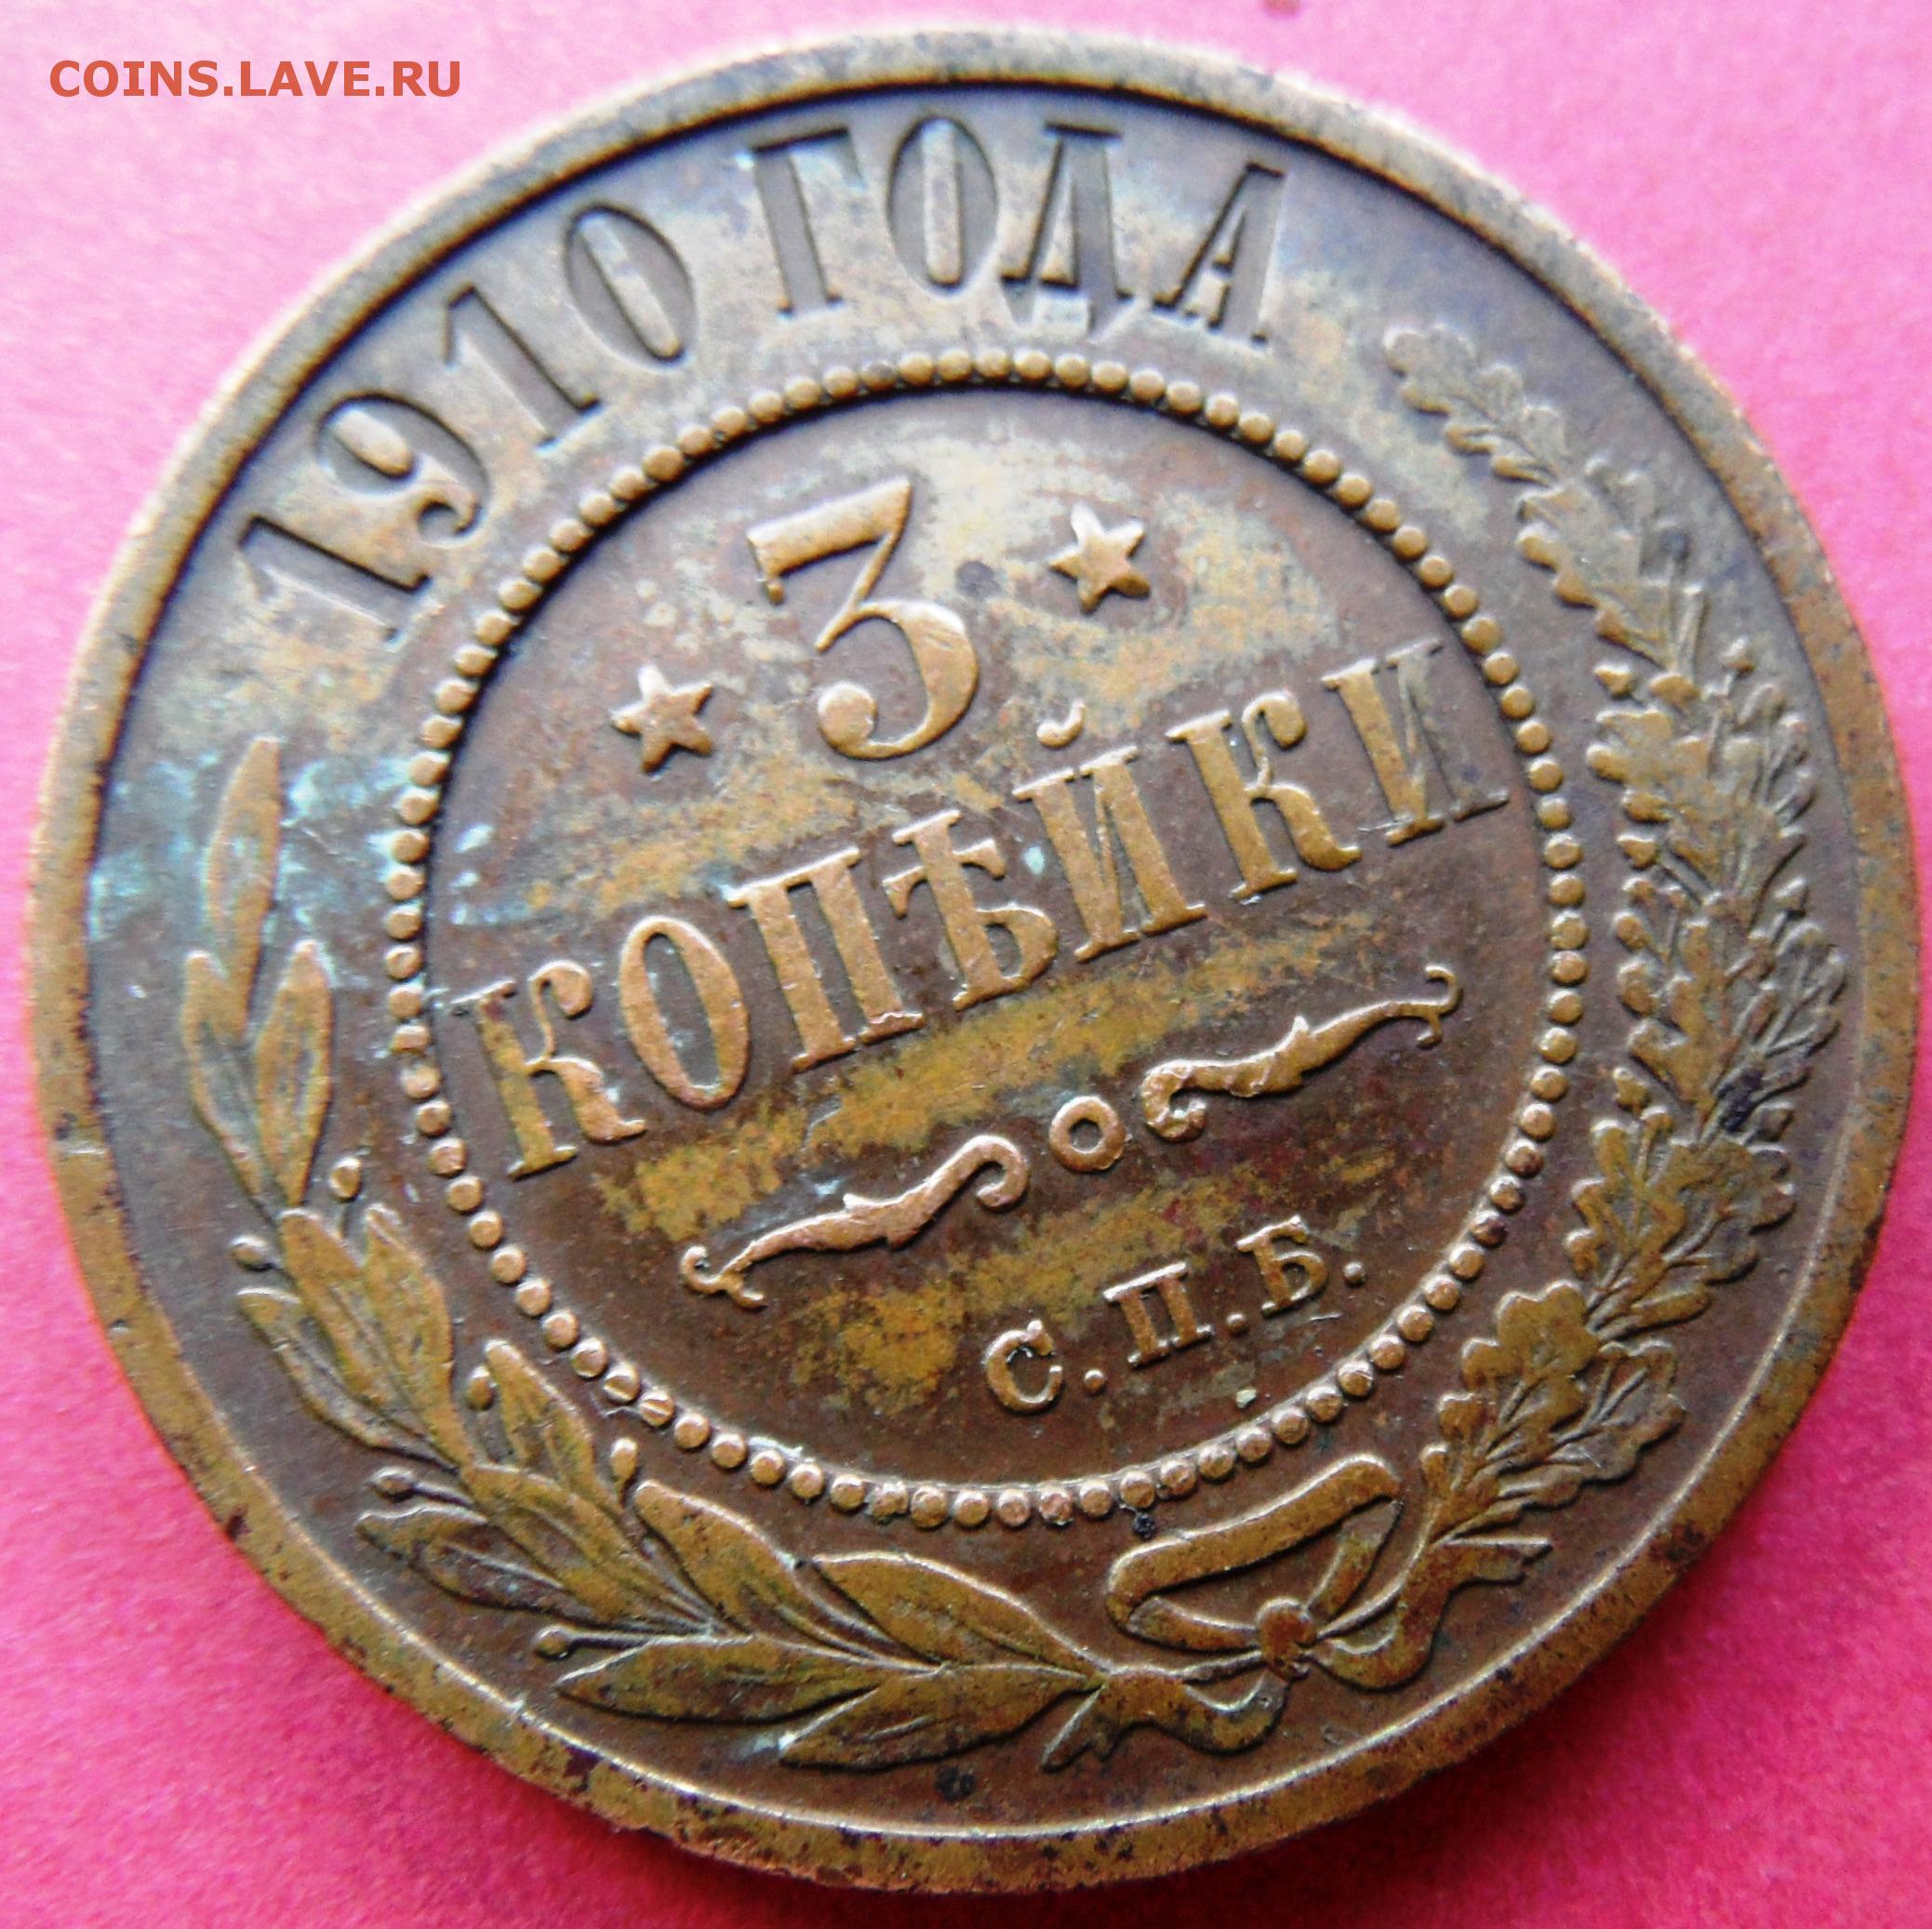 COINS.LAVE.RU
1910 ГОДА
3
КОПѢЙКИ
С.П.Б.